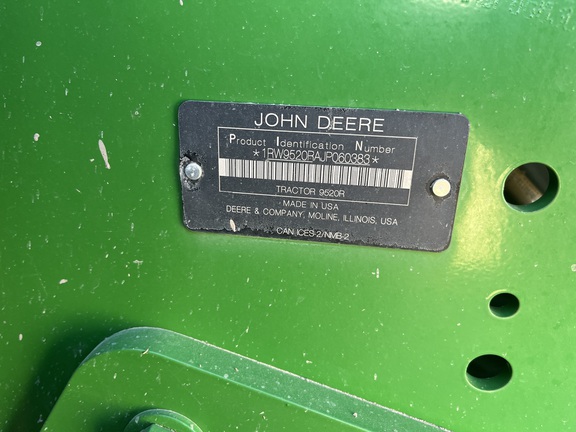 JOHN DEERE
Product Identification Number
*1RW9520RAJP060383*
TRACTOR 9520R
MADE IN USA
DEERE & COMPANY, MOLINE, ILLINOIS, USA
CAN ICES-2/NMB-2